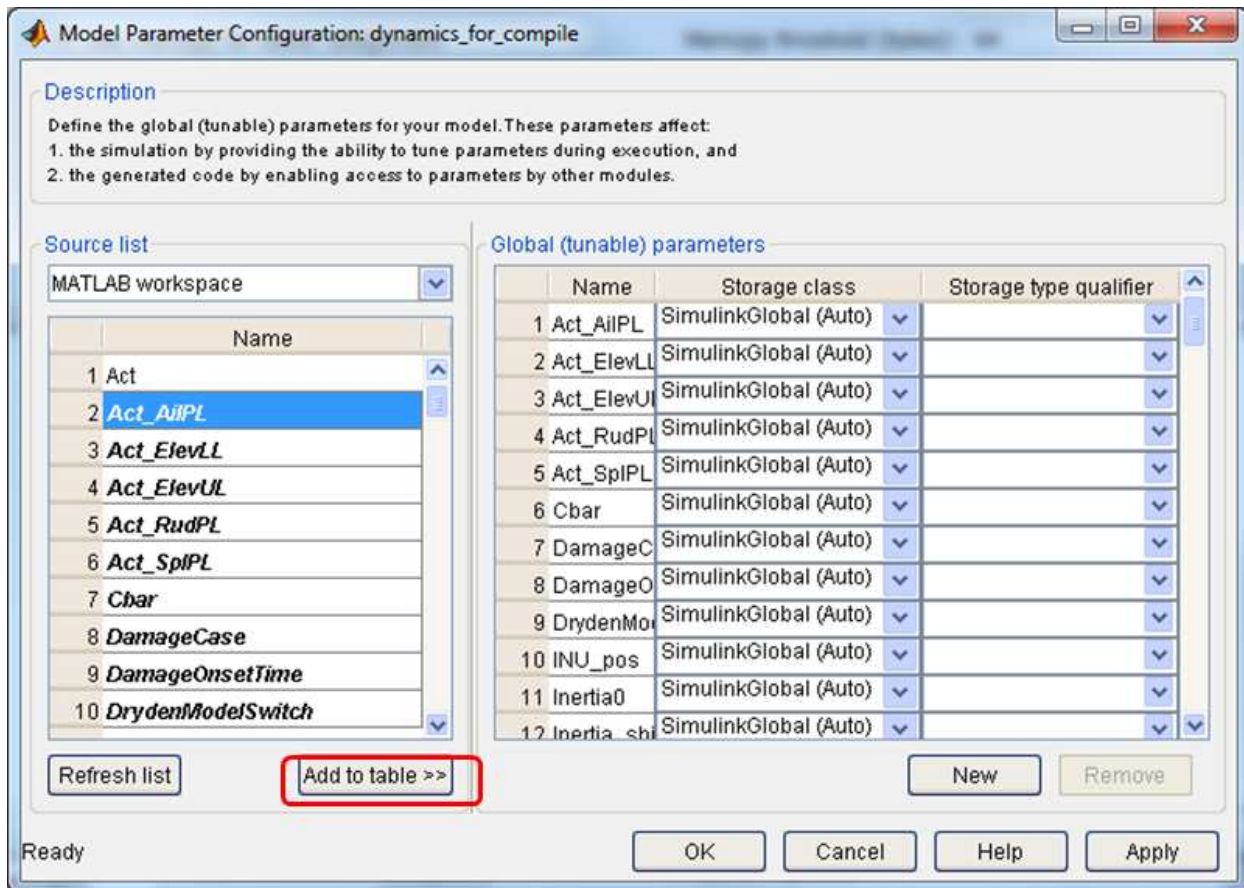 Model Parameter Configuration: dynamics_for_compile
Description
Define the global (tunable) parameters for your model.These parameters affect:
1. the simulation by providing the ability to tune parameters during execution, and
2. the generated code by enabling access to parameters by other modules.
Source list
MATLAB workspace
Name
1 Act
2 Act_AilPL
3 Act_ElevLL
4 Act_ElevUL
5 Act_RudPL
6 Act_SplPL
7 Cbar
8 DamageCase
9 DamageOnsetTime
10 DrydenModelSwitch
Refresh list
Add to table >>
Global (tunable) parameters
Name Storage class Storage type qualifier
1 Act_AilPL SimulinkGlobal (Auto)
2 Act_ElevLL SimulinkGlobal (Auto)
3 Act_ElevUl SimulinkGlobal (Auto)
4 Act_RudPL SimulinkGlobal (Auto)
5 Act_SplPL SimulinkGlobal (Auto)
6 Cbar SimulinkGlobal (Auto)
7 DamageC SimulinkGlobal (Auto)
8 DamageO SimulinkGlobal (Auto)
9 DrydenMo SimulinkGlobal (Auto)
10 INU_pos SimulinkGlobal (Auto)
11 Inertia0 SimulinkGlobal (Auto)
12 Inertia_shi SimulinkGlobal (Auto)
New
Remove
Ready
OK
Cancel
Help
Apply